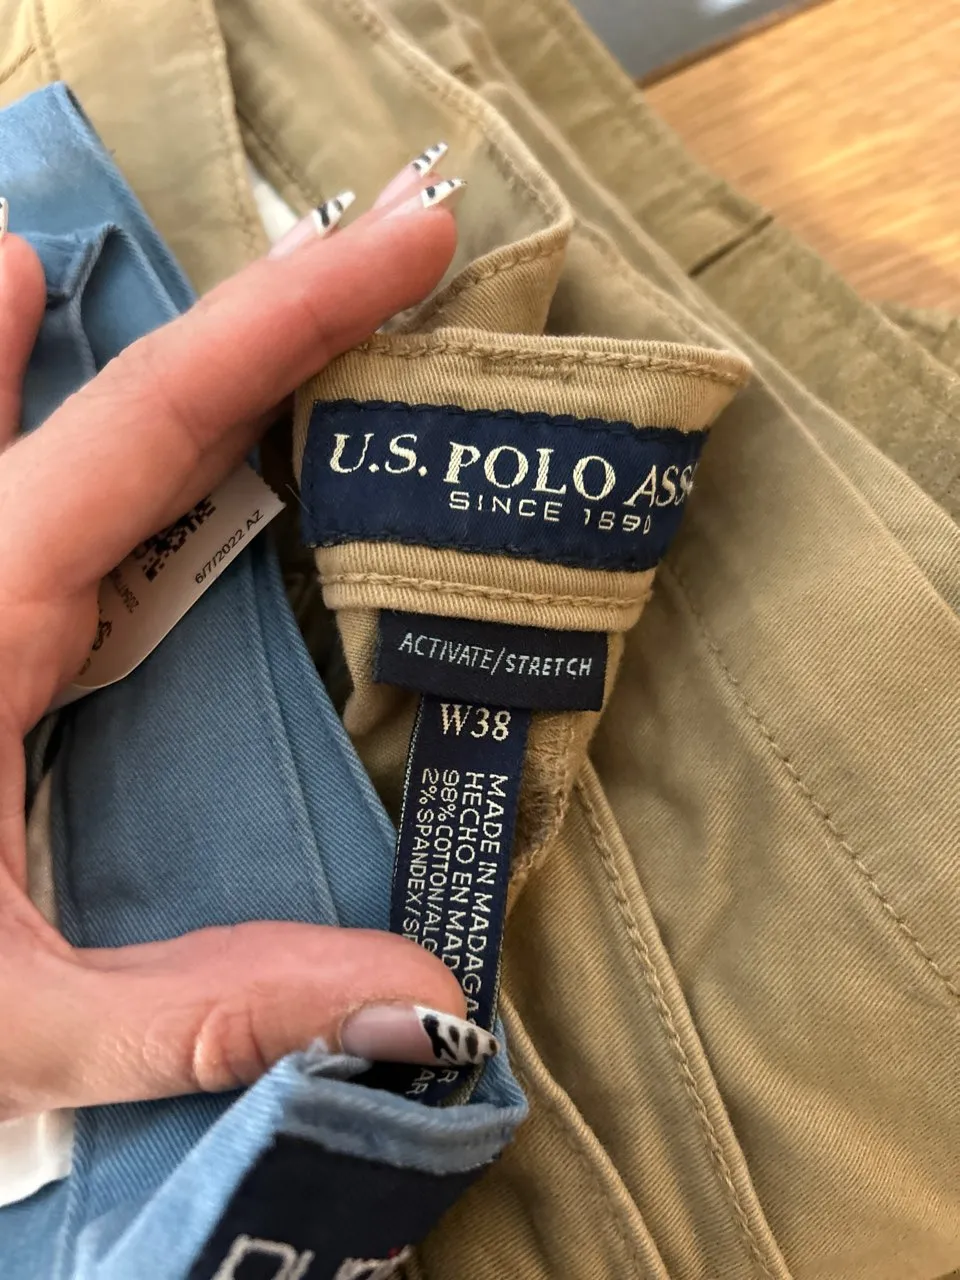 U.S. POLO ASS
SINCE 1890
ACTIVATE/STRETCH
W38
MADE IN MADAGA
HECHO EN MAD
98% COTTON/ALG
2% SPANDEX/
6/7/2022 AZ